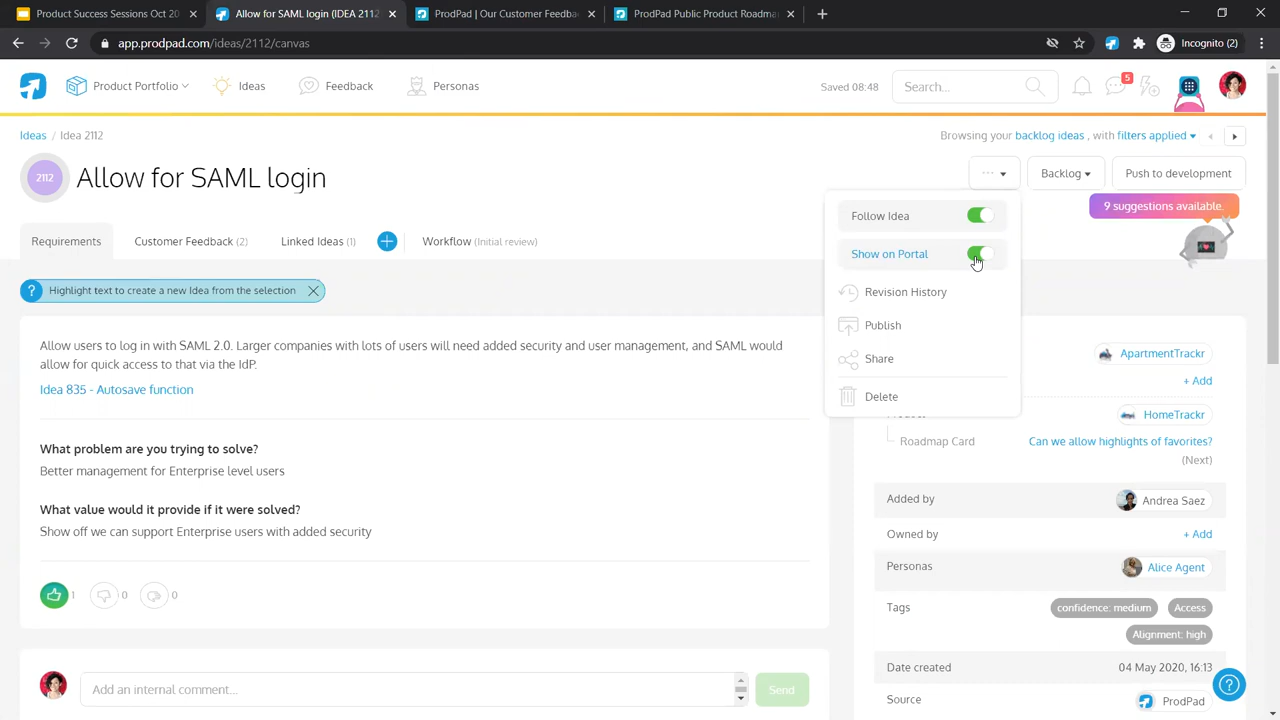 Product Success Sessions Oct 20
Allow for SAML login (IDEA 2112
ProdPad | Our Customer Feedba
ProdPad Public Product Roadma
app.prodpad.com/ideas/2112/canvas
Incognito (2)
Product Portfolio
Ideas
Feedback
Personas
Saved 08:48
Search...
5
Ideas / Idea 2112
Browsing your backlog ideas , with filters applied
2112
Allow for SAML login
...
Backlog
Push to development
9 suggestions available.
Requirements
Customer Feedback (2)
Linked Ideas (1)
Workflow (Initial review)
Follow Idea
Show on Portal
Revision History
Publish
Share
Delete
? Highlight text to create a new Idea from the selection
Allow users to log in with SAML 2.0. Larger companies with lots of users will need added security and user management, and SAML would
allow for quick access to that via the IdP.
Idea 835 - Autosave function
What problem are you trying to solve?
Better management for Enterprise level users
What value would it provide if it were solved?
Show off we can support Enterprise users with added security
1
0
0
Add an internal comment...
Send
ApartmentTrackr
+ Add
HomeTrackr
Roadmap Card
Can we allow highlights of favorites?
(Next)
Added by
Andrea Saez
Owned by
+ Add
Personas
Alice Agent
Tags
confidence: medium
Access
Alignment: high
Date created
04 May 2020, 16:13
Source
ProdPad
?